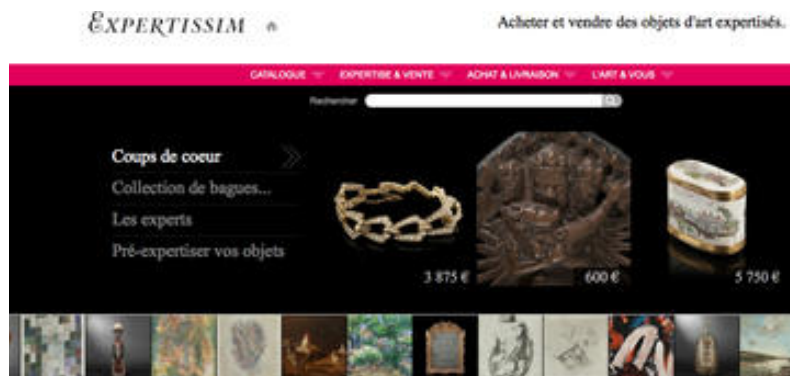 EXPERTISSIM
Acheter et vendre des objets d'art expertisés.
CATALOGUE EXPERTISE & VENTE ACHAT & LIVRAISON L'ART & VOUS
Rechercher
Coups de coeur
Collection de bagues...
Les experts
Pré-expertiser vos objets
3 875 € 600 € 5 750 €